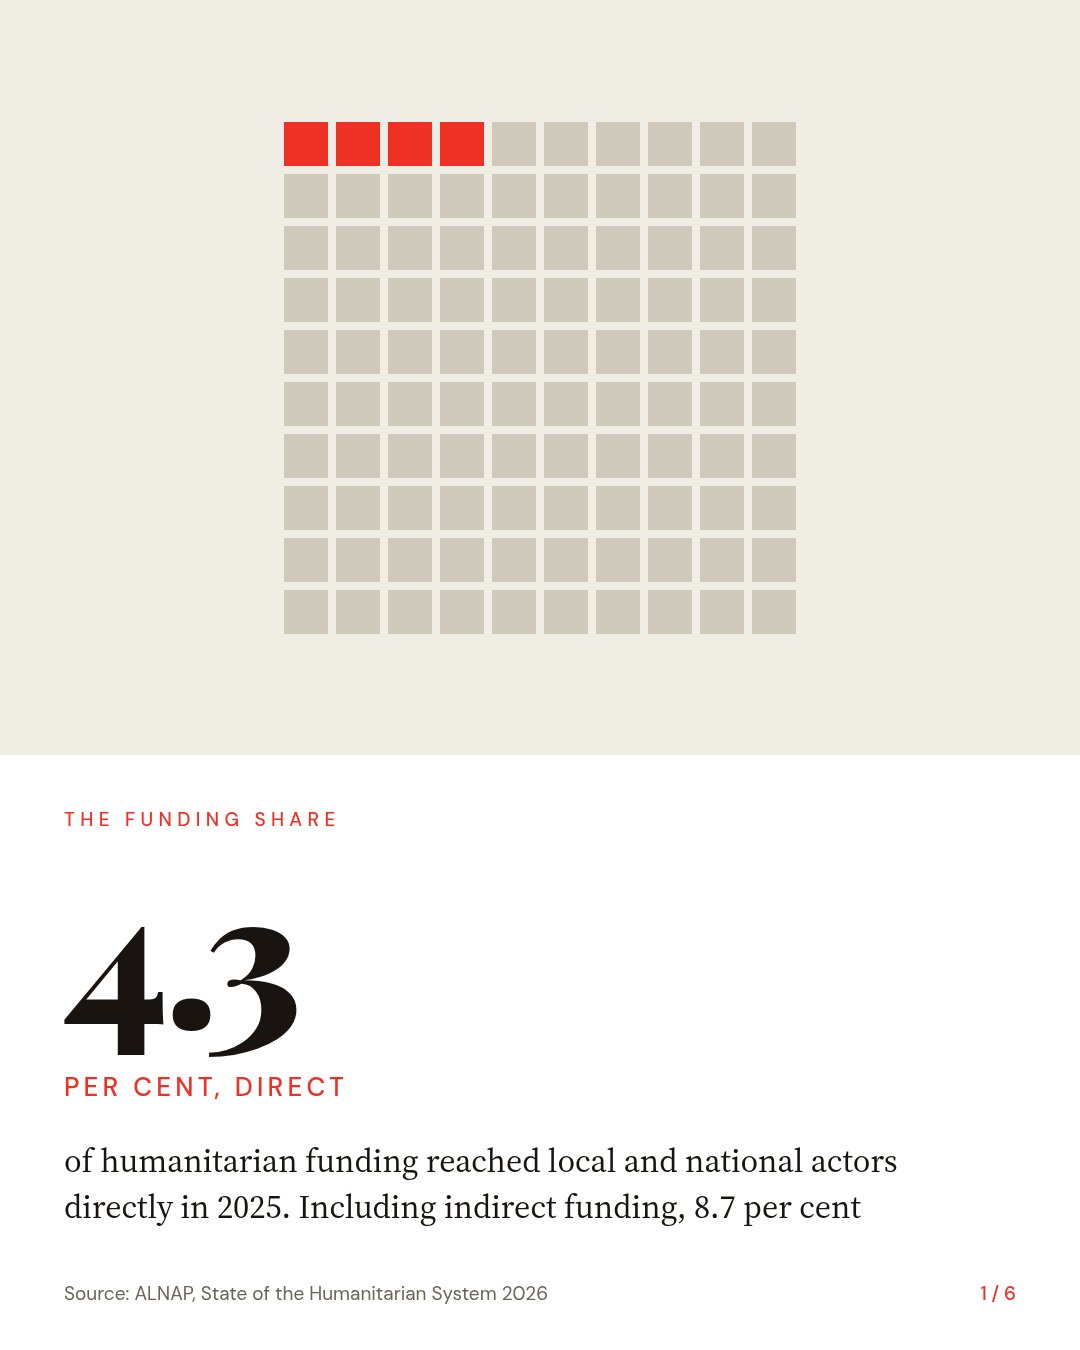 THE FUNDING SHARE
4.3
PER CENT, DIRECT
of humanitarian funding reached local and national actors
directly in 2025. Including indirect funding, 8.7 per cent
Source: ALNAP, State of the Humanitarian System 2026
1 / 6